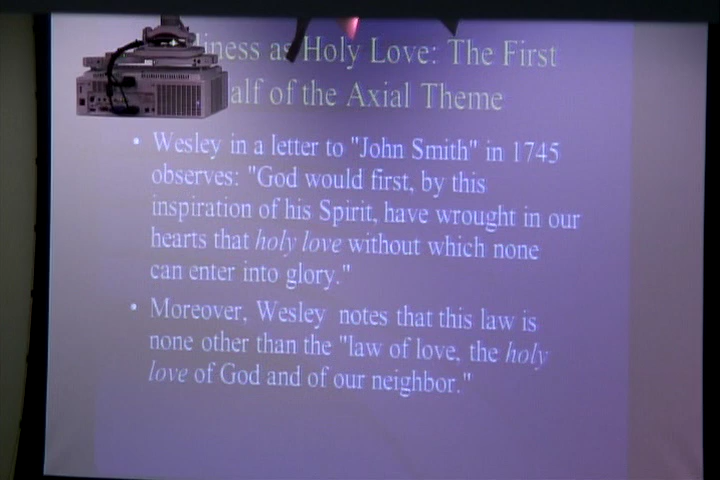 as Holy Love: The First
of the Axial Theme
• Wesley in a letter to "John Smith" in 1745
observes: "God would first, by this
inspiration of his Spirit, have wrought in our
hearts that holy love without which none
can enter into glory."
• Moreover, Wesley notes that this law is
none other than the "law of love, the holy
love of God and of our neighbor."